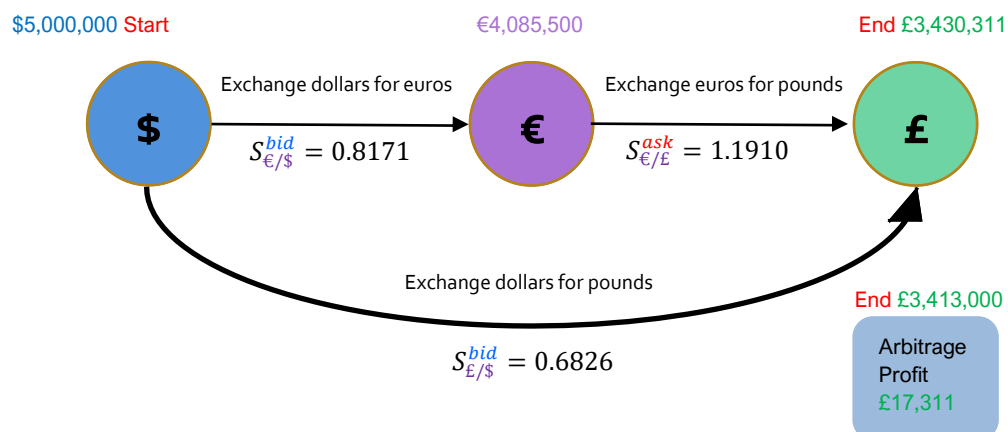 $5,000,000 Start
€4,085,500
End £3,430,311
Exchange dollars for euros
Exchange euros for pounds
$
€
£
S^{bid}_{€/$} = 0.8171
S^{ask}_{€/£} = 1.1910
Exchange dollars for pounds
End £3,413,000
S^{bid}_{£/$} = 0.6826
Arbitrage
Profit
£17,311